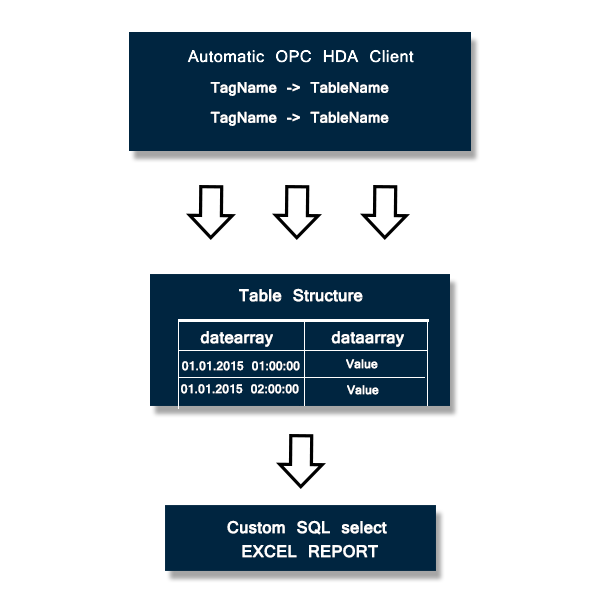 Automatic OPC HDA Client
TagName -> TableName
TagName -> TableName
Table Structure
datearray dataarray
01.01.2015 01:00:00 Value
01.01.2015 02:00:00 Value
Custom SQL select
EXCEL REPORT